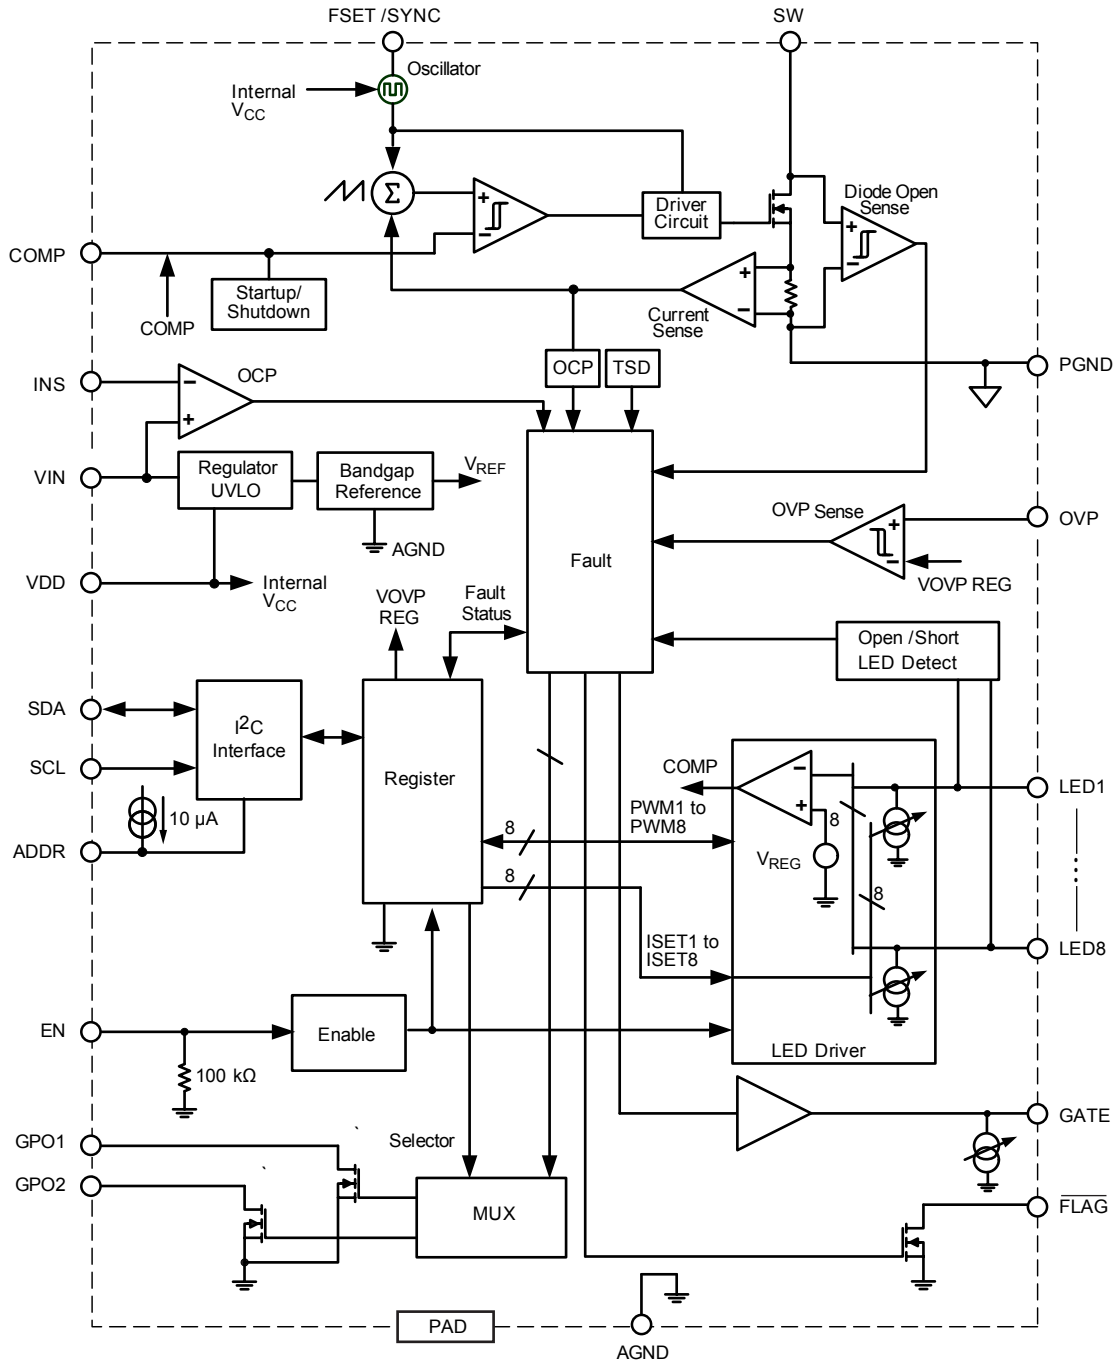 FSET /SYNC
SW
Oscillator
Internal
VCC
Σ
+
−
Driver
Circuit
Diode Open
Sense
+
−
COMP
Startup/
Shutdown
COMP
Current
Sense
+
−
OCP
TSD
PGND
INS
−
+
OCP
VIN
Regulator
UVLO
Bandgap
Reference
VREF
AGND
OVP Sense
+
−
OVP
VOVP REG
Fault
VDD
Internal
VCC
VOVP
REG
Fault
Status
Open /Short
LED Detect
SDA
I2C
Interface
SCL
Register
10 µA
ADDR
COMP
−
+
LED1
PWM1 to
PWM8
8
8
VREG
8
8
ISET1 to
ISET8
LED8
EN
Enable
LED Driver
100 kΩ
GPO1
Selector
GATE
GPO2
MUX
FLAG
PAD
AGND